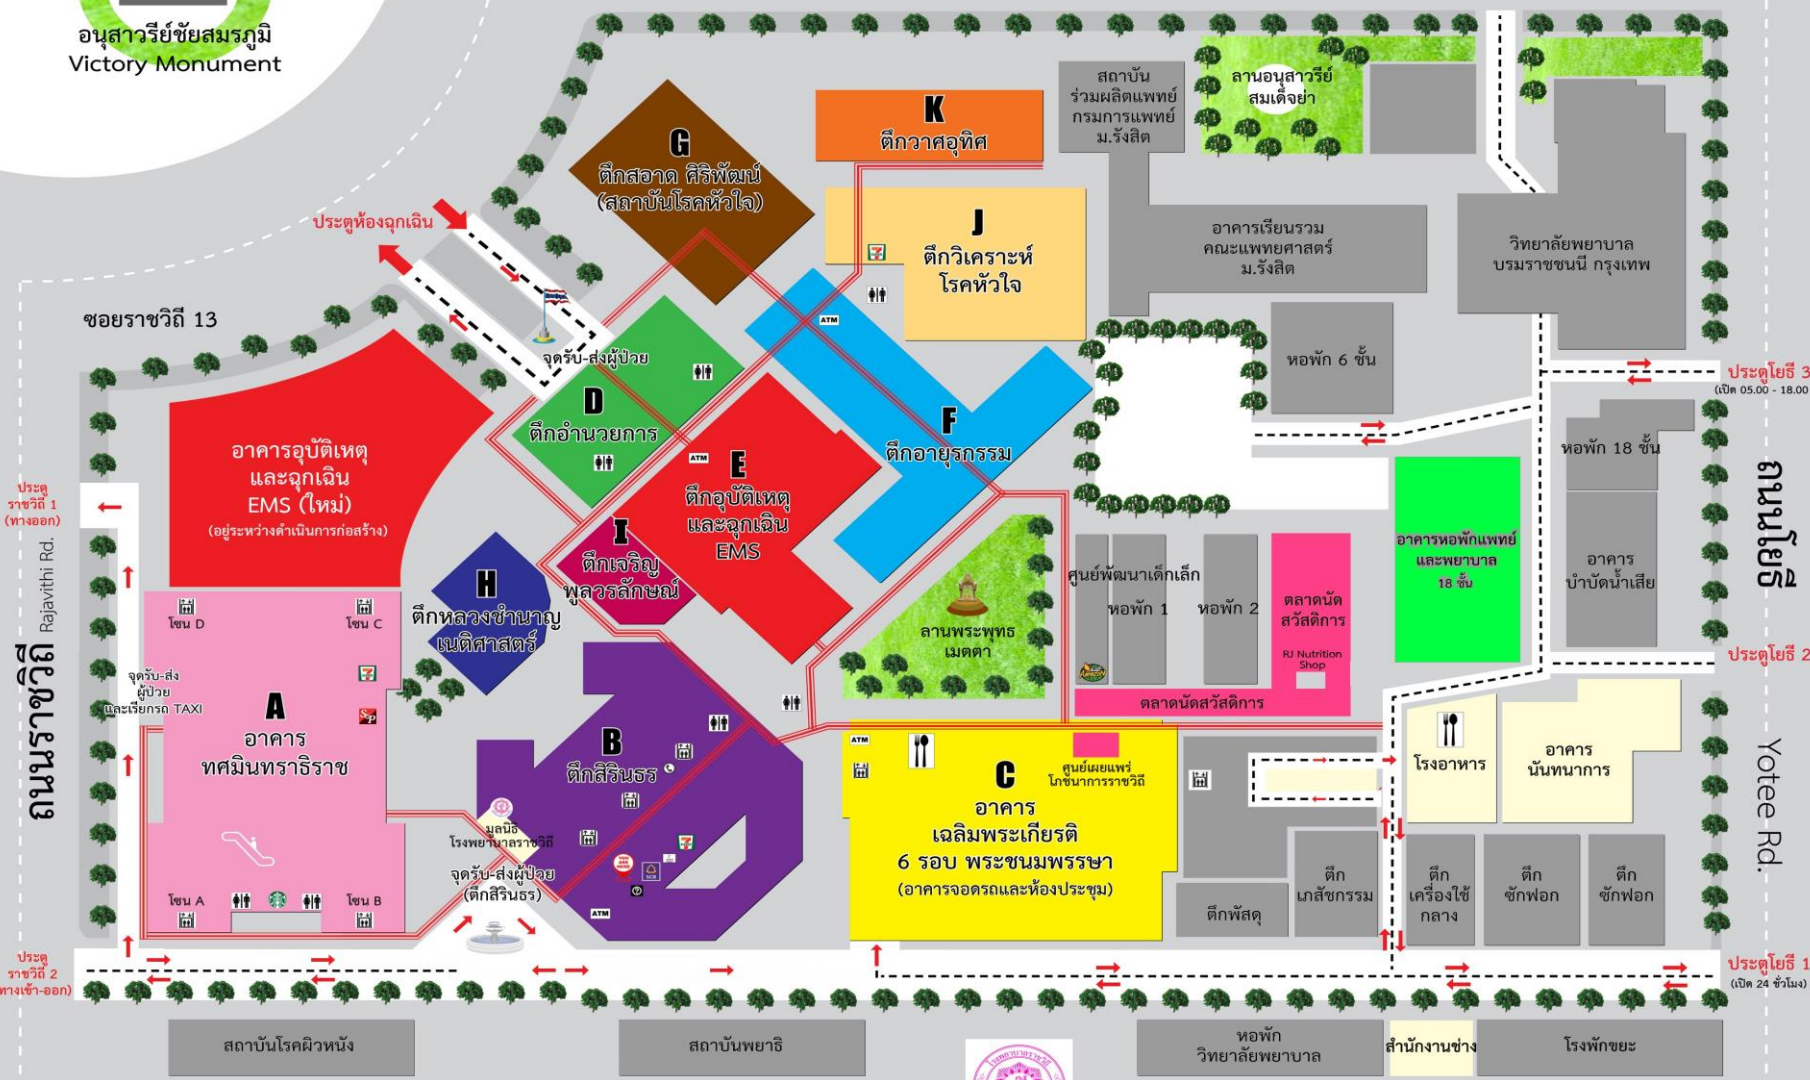 อนุสาวรีย์ชัยสมรภูมิ
Victory Monument
สถาบัน
ร่วมผลิตแพทย์
กรมการแพทย์
ม.รังสิต
ลานอนุสาวรีย์
สมเด็จย่า
K
ตึกวาศอุทิศ
G
ตึกสอาด ศิริพัฒน์
(สถาบันโรคหัวใจ)
ประตูห้องฉุกเฉิน
J
ตึกวิเคราะห์
โรคหัวใจ
อาคารเรียนรวม
คณะแพทยศาสตร์
ม.รังสิต
วิทยาลัยพยาบาล
บรมราชชนนี กรุงเทพ
ซอยราชวิถี 13
จุดรับ-ส่งผู้ป่วย
ATM
หอพัก 6 ชั้น
ประตูโยธี 3
(เปิด 05.00 - 18.00
D
ตึกอำนวยการ
F
ตึกอายุรกรรม
หอพัก 18 ชั้น
อาคารอุบัติเหตุ
และฉุกเฉิน
EMS (ใหม่)
(อยู่ระหว่างดำเนินการก่อสร้าง)
ATM
E
ตึกอุบัติเหตุ
และฉุกเฉิน
EMS
ประตู
ราชวิถี 1
(ทางออก)
ถนนโยธี
Yotee Rd.
ถนนราชวิถี
Rajavithi Rd.
I
ตึกเจริญ
พูลวรลักษณ์
H
ตึกหลวงชำนาญ
เนติศาสตร์
อาคารหอพักแพทย์
และพยาบาล
18 ชั้น
อาคาร
บำบัดน้ำเสีย
ศูนย์พัฒนาเด็กเล็ก
หอพัก 1
หอพัก 2
ตลาดนัด
สวัสดิการ
RJ Nutrition
Shop
Amazon
ตลาดนัดสวัสดิการ
ลานพระพุทธ
เมตตา
ประตูโยธี 2
โซน D
โซน C
จุดรับ-ส่ง
ผู้ป่วย
และเรียกรถ TAXI
A
อาคาร
ทศมินทราธิราช
โซน A
โซน B
B
ตึกสิรินธร
มูลนิธิ
โรงพยาบาลราชวิถี
จุดรับ-ส่งผู้ป่วย
(ตึกสิรินธร)
YOU
ARE
HERE
SCB
ATM
ATM
C
อาคาร
เฉลิมพระเกียรติ
6 รอบ พระชนมพรรษา
(อาคารจอดรถและห้องประชุม)
ศูนย์เผยแพร่
โภชนาการราชวิถี
โรงอาหาร
อาคาร
นันทนาการ
ตึกพัสดุ
ตึก
เภสัชกรรม
ตึก
เครื่องใช้
กลาง
ตึก
ซักฟอก
ตึก
ซักฟอก
ประตู
ราชวิถี 2
ทางเข้า-ออก)
ประตูโยธี 1
(เปิด 24 ชั่วโมง)
สถาบันโรคผิวหนัง
สถาบันพยาธิ
หอพัก
วิทยาลัยพยาบาล
สำนักงานช่าง
โรงพักขยะ